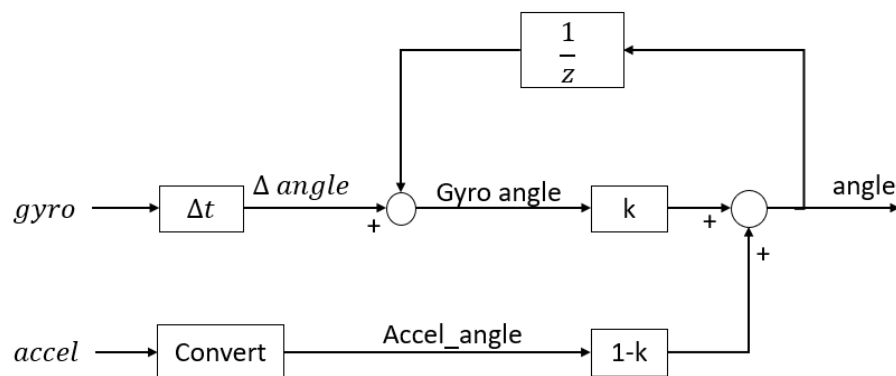 1
z
gyro
Δt
Δ angle
+
Gyro angle
k
+
angle
+
accel
Convert
Accel_angle
1-k